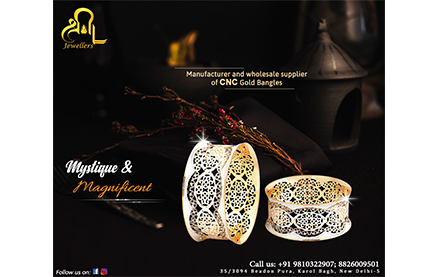 Jewellers
Manufacturer and wholesale supplier
of CNC Gold Bangles
Mystique &
Magnificent
Call us: +91 9810322907; 8826009501
35/3094 Beadon Pura, Karol Bagh, New Delhi-5
Follow us on: